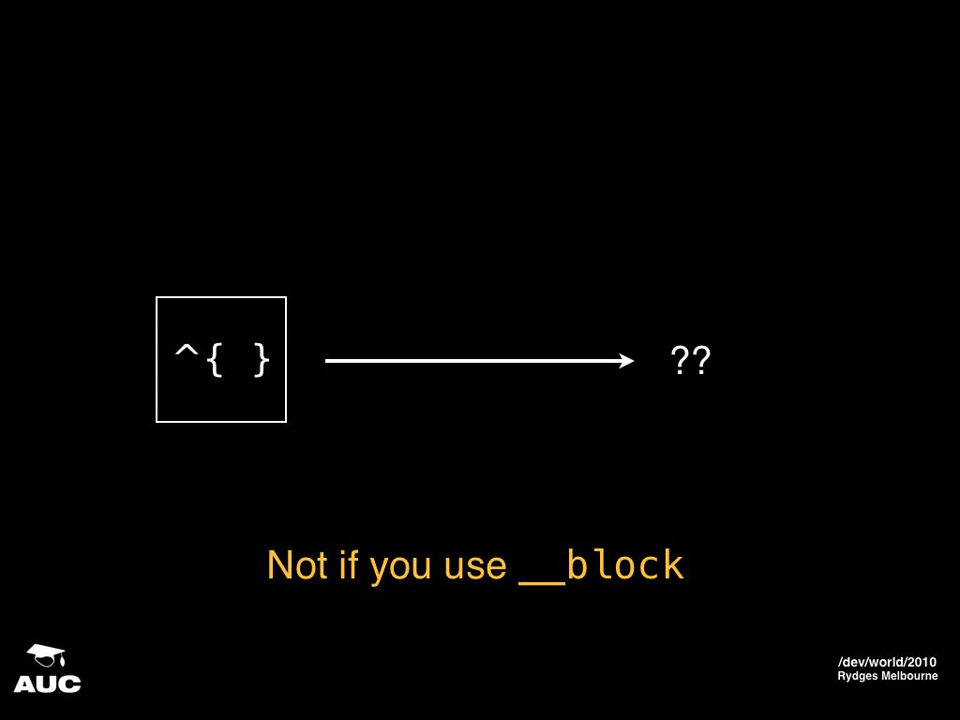 ^{ }
??
Not if you use __block
AUC
/dev/world/2010
Rydges Melbourne